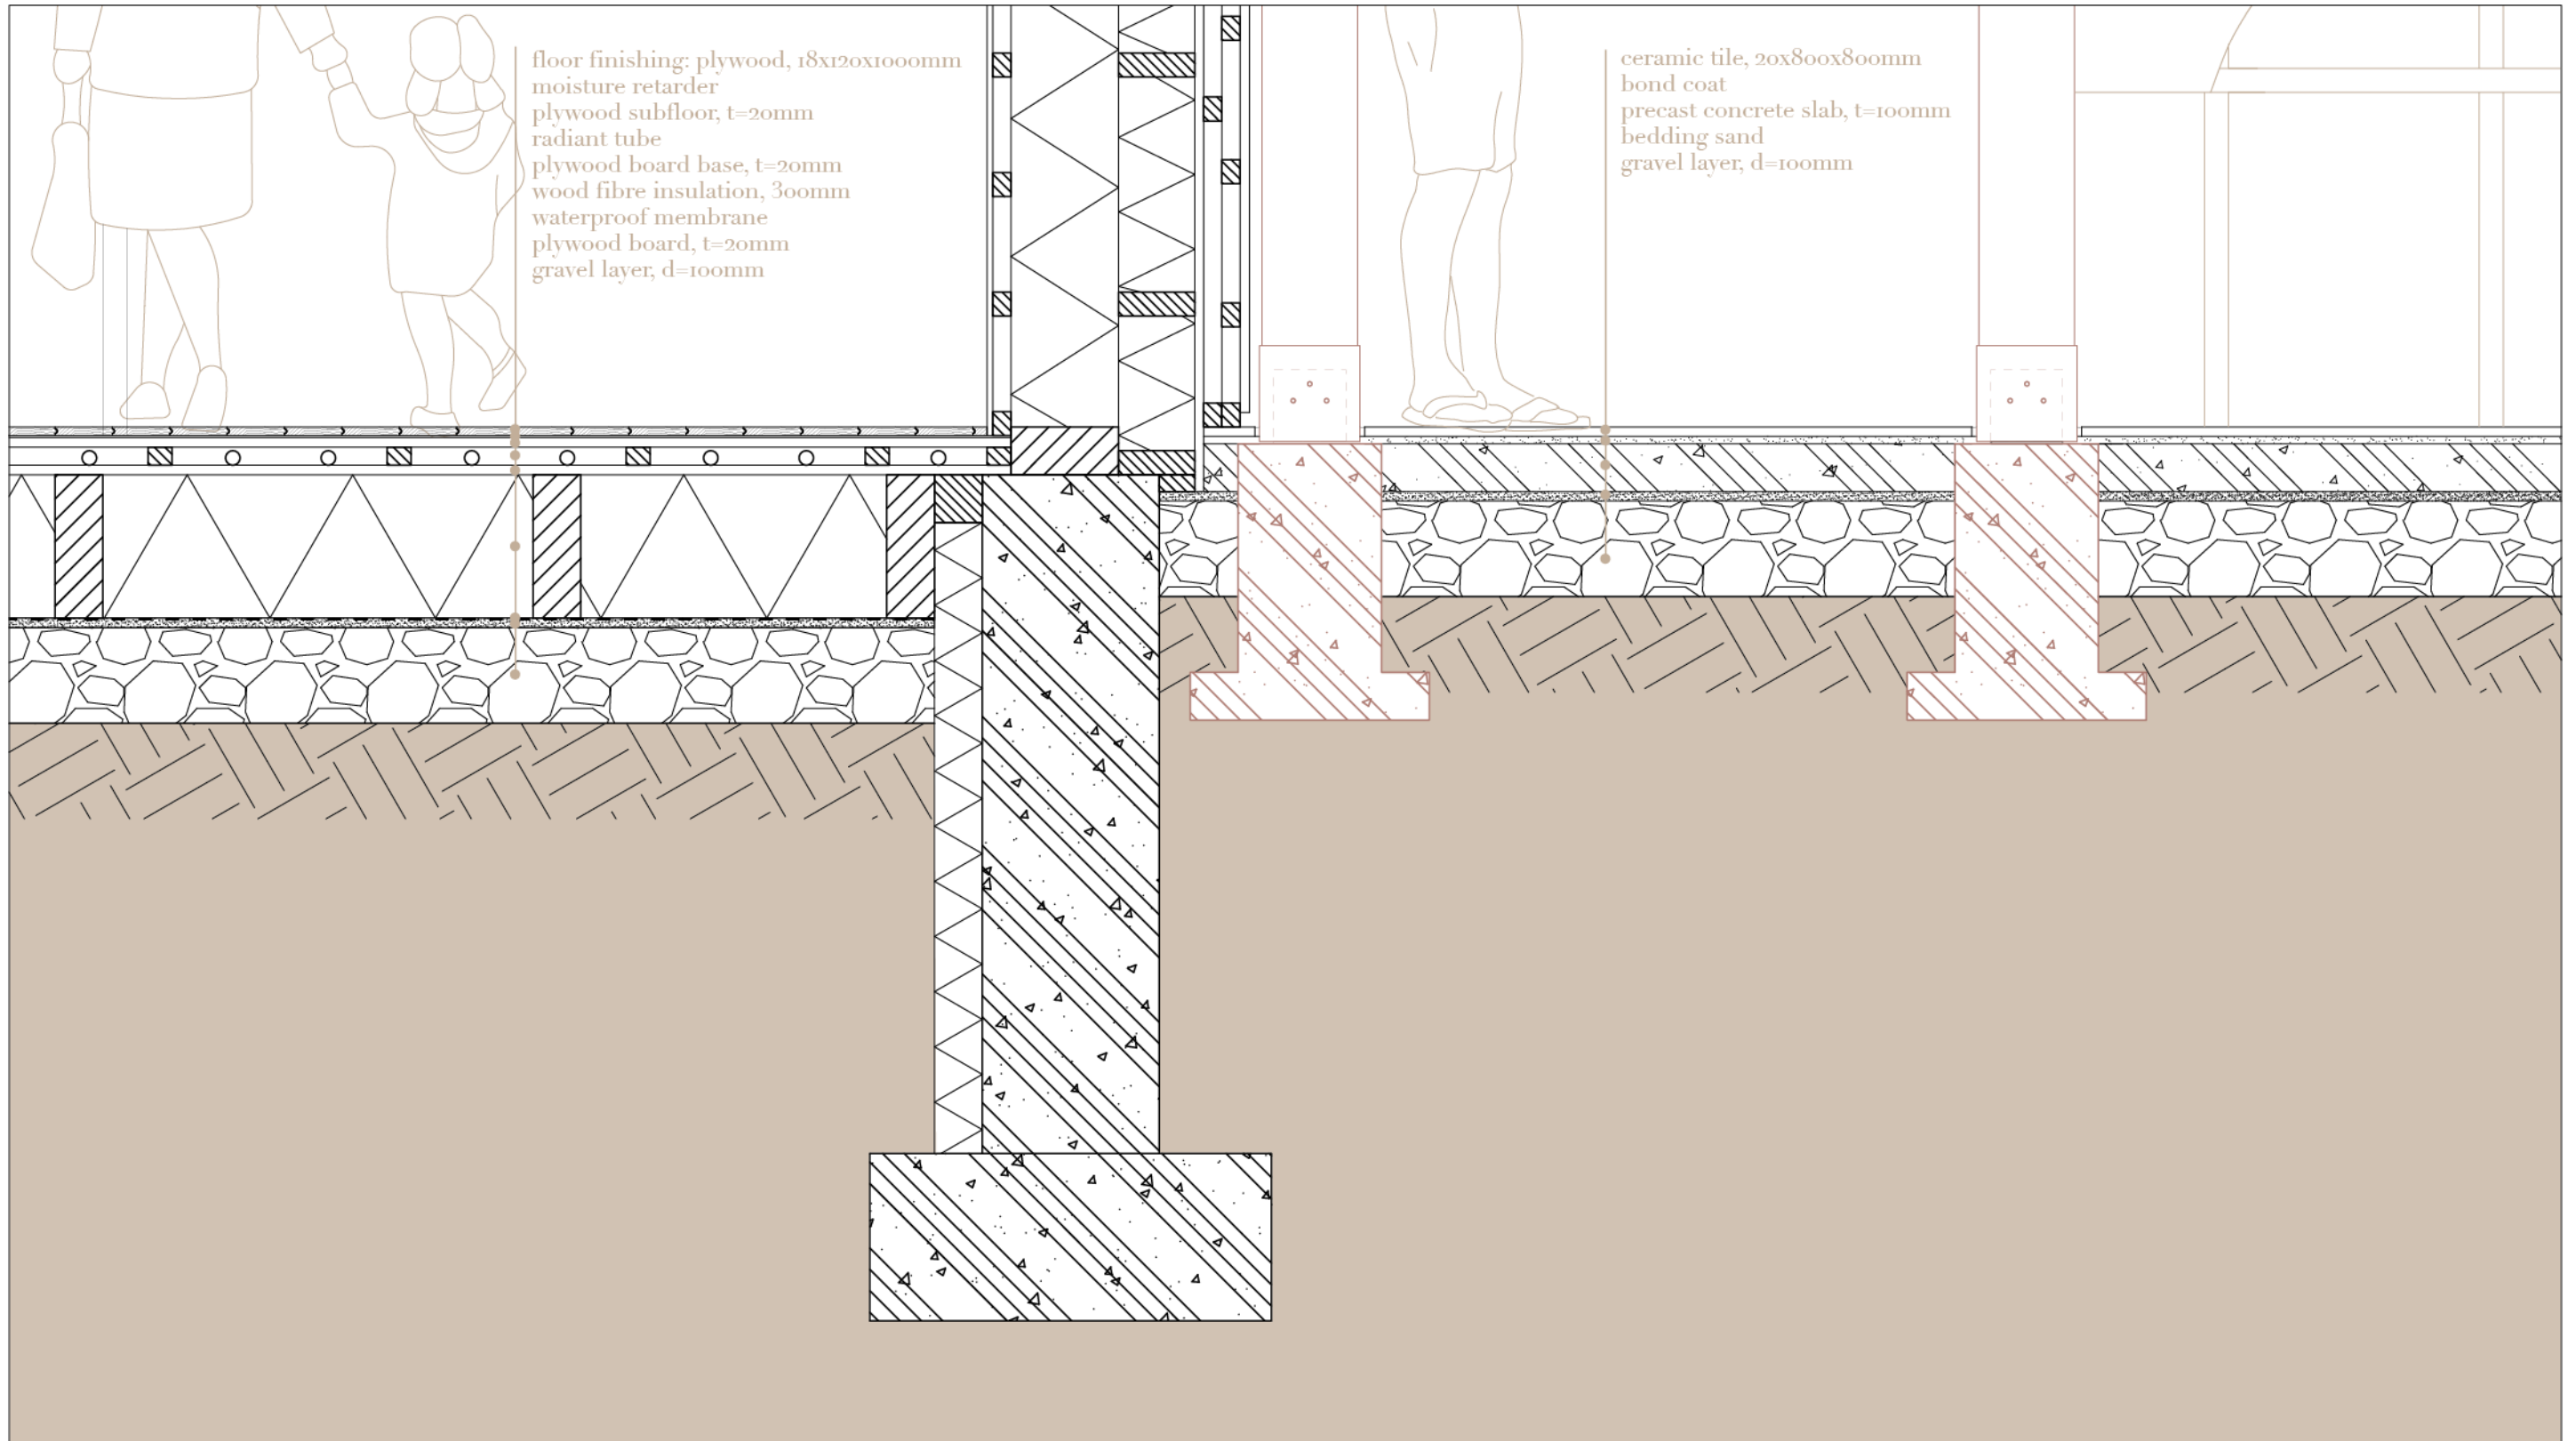 floor finishing: plywood, 18x120x1000mm
moisture retarder
plywood subfloor, t=20mm
radiant tube
plywood board base, t=20mm
wood fibre insulation, 300mm
waterproof membrane
plywood board, t=20mm
gravel layer, d=100mm
ceramic tile, 20x800x800mm
bond coat
precast concrete slab, t=100mm
bedding sand
gravel layer, d=100mm